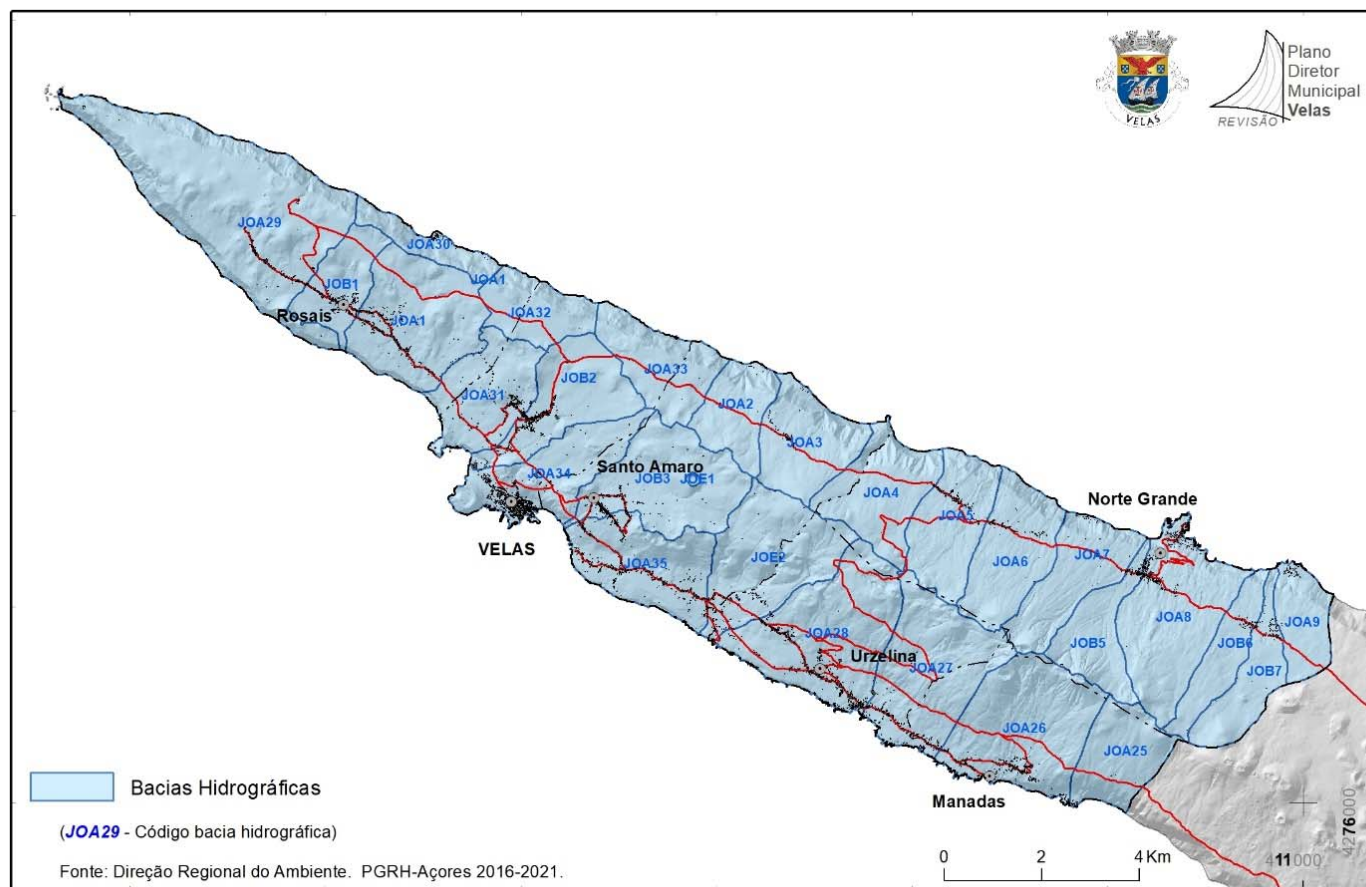 VELAS
Plano
Diretor
Municipal
Velas
REVISÃO
JOA29
JOA30
JOB1
JOA1
Rosais
JOA1
JOA32
JOB2
JOA33
JOA31
JOA2
JOA3
JOA34
Santo Amaro
JOB3
JOE1
JOA4
VELAS
JOA5
Norte Grande
JOA35
JOE2
JOA6
JOA7
JOA28
Urzelina
JOA27
JOB5
JOA8
JOB6
JOA9
JOB7
JOA26
JOA25
Manadas
Bacias Hidrográficas
(JOA29 - Código bacia hidrográfica)
Fonte: Direção Regional do Ambiente. PGRH-Açores 2016-2021.
0 2 4 Km
411000
4276000